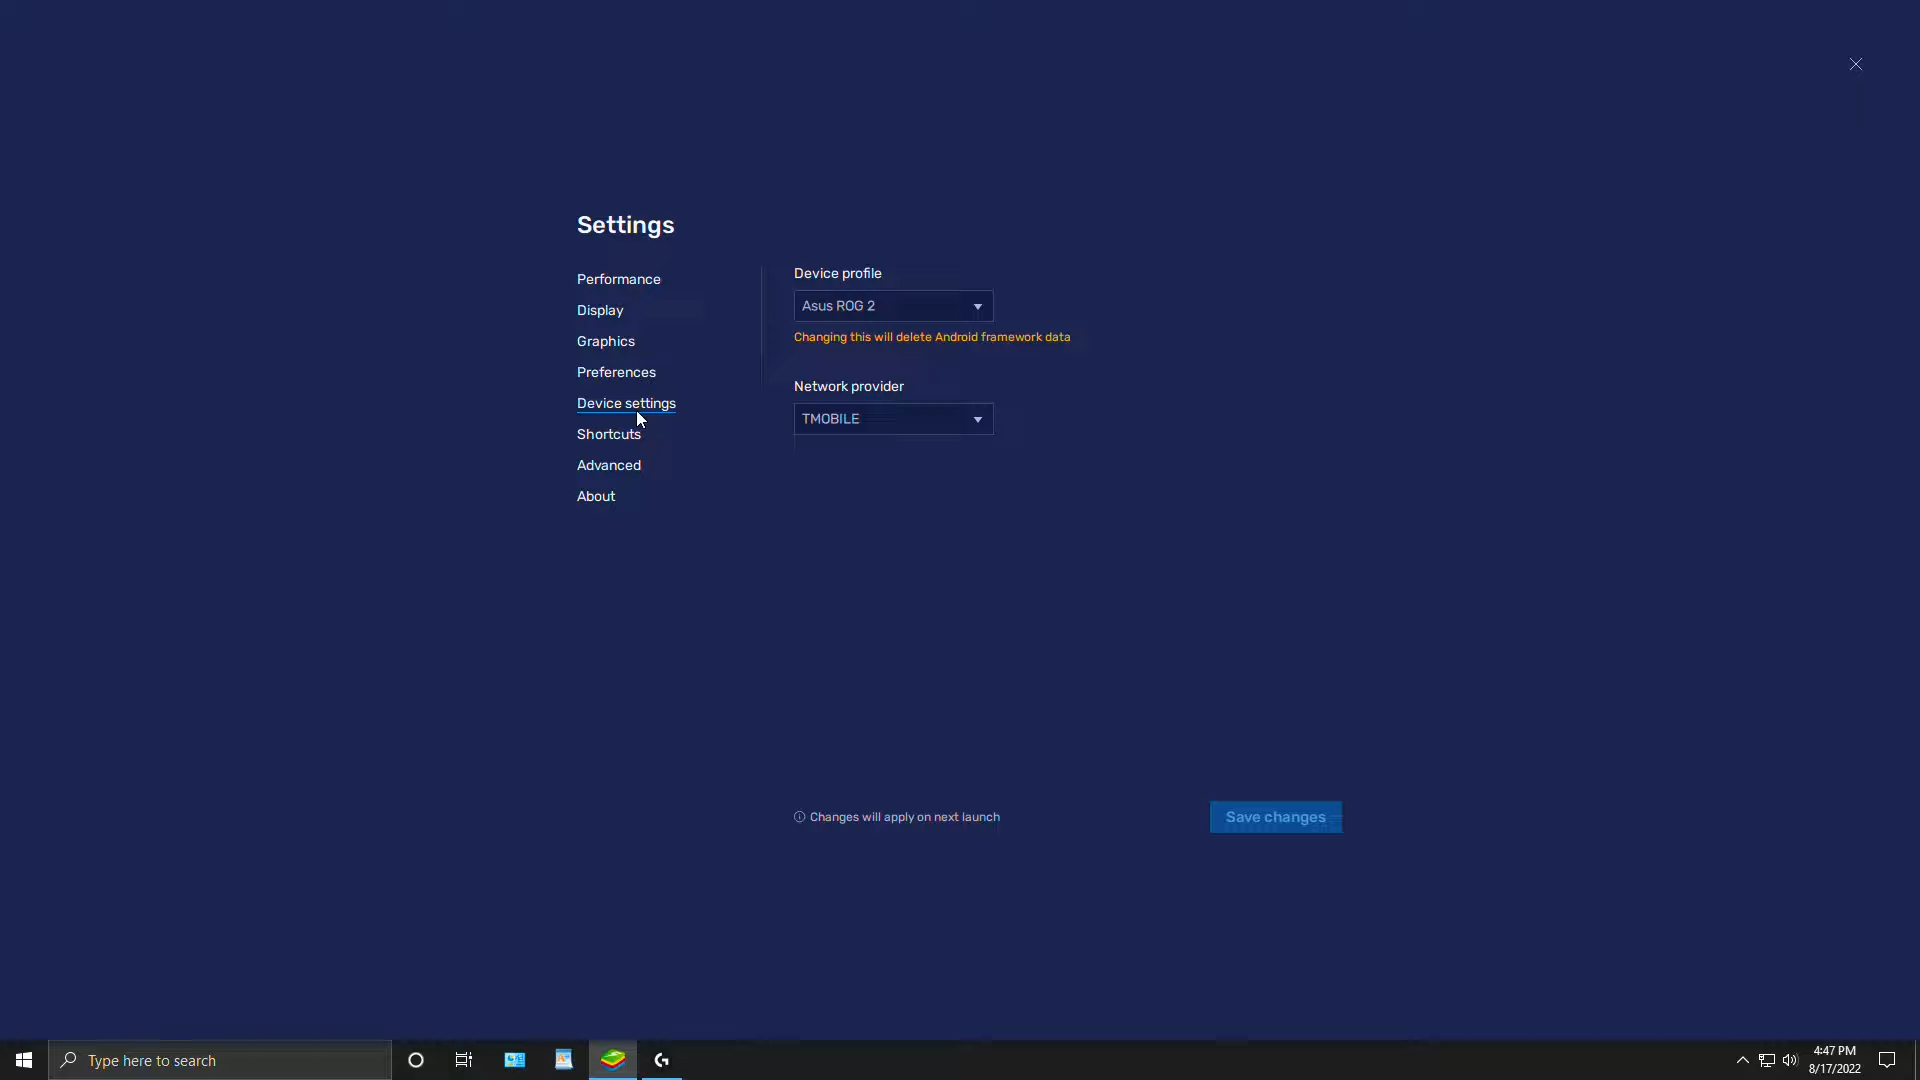 Settings
Performance
Display
Graphics
Preferences
Device settings
Shortcuts
Advanced
About
Device profile
Asus ROG 2
Changing this will delete Android framework data
Network provider
TMOBILE
Changes will apply on next launch
Save changes
Type here to search
4:47 PM
8/17/2022